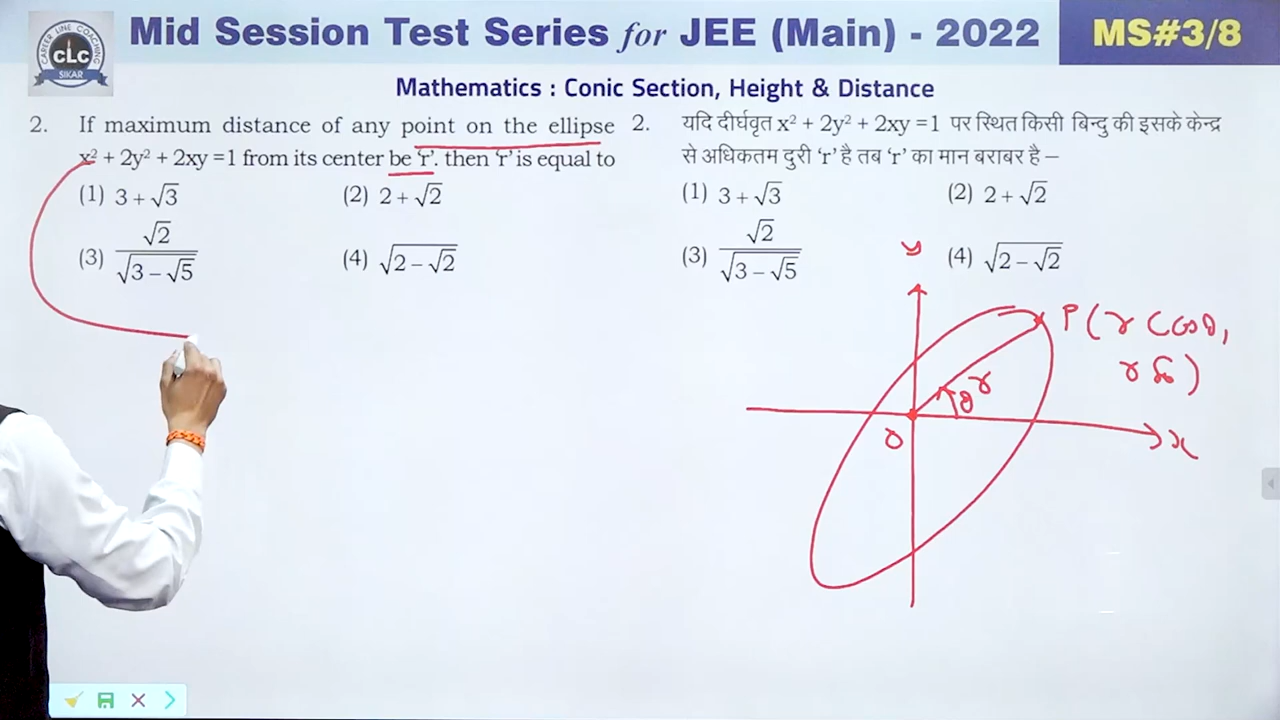 CAREER LINE COACHING
CLC
SIKAR
Mid Session Test Series for JEE (Main) - 2022
MS#3/8
Mathematics : Conic Section, Height & Distance
2. If maximum distance of any point on the ellipse
x² + 2y² + 2xy =1 from its center be 'r'. then 'r' is equal to
(1) 3 + √3 (2) 2 + √2
(3) √2/√(3 – √5) (4) √(2 – √2)
2. यदि दीर्घवृत x² + 2y² + 2xy =1 पर स्थित किसी बिन्दु की इसके केन्द्र
से अधिकतम दुरी 'r' है तब 'r' का मान बराबर है –
(1) 3 + √3 (2) 2 + √2
(3) √2/√(3 – √5) (4) √(2 – √2)
y
P(r cosθ,
r
r
θ
O
x